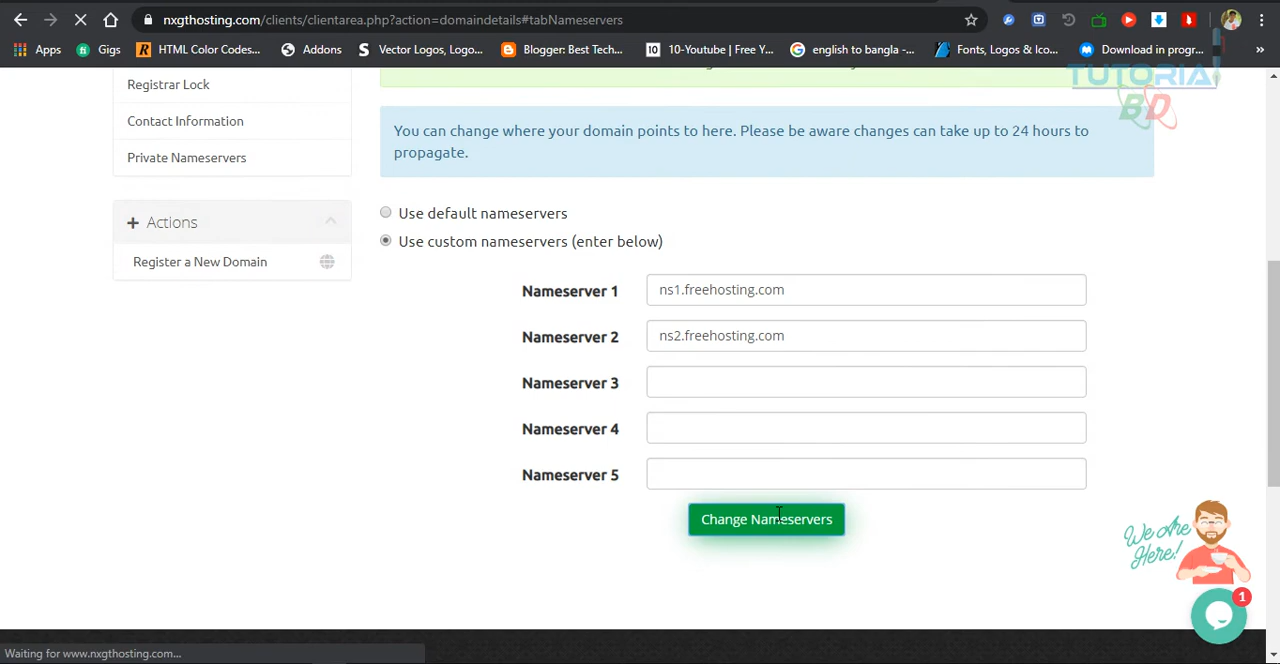 nxgthosting.com/clients/clientarea.php?action=domaindetails#tabNameservers
Apps
Gigs
HTML Color Codes...
Addons
Vector Logos, Logo...
Blogger: Best Tech...
10
10-Youtube | Free Y...
english to bangla -...
Fonts, Logos & Ico...
Download in progr...
»
TUTORIAL
BD
Registrar Lock
Contact Information
Private Nameservers
Actions
Register a New Domain
You can change where your domain points to here. Please be aware changes can take up to 24 hours to
propagate.
Use default nameservers
Use custom nameservers (enter below)
Nameserver 1
ns1.freehosting.com
Nameserver 2
ns2.freehosting.com
Nameserver 3
Nameserver 4
Nameserver 5
Change Nameservers
We Are
Here!
1
Waiting for www.nxgthosting.com...